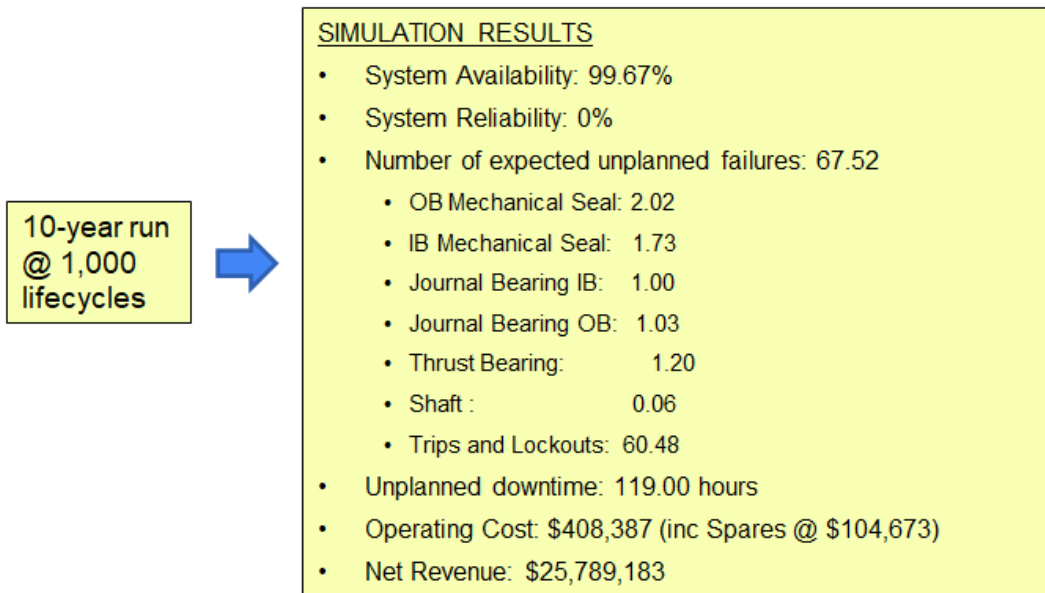 10-year run
@ 1,000
lifecycles
SIMULATION RESULTS
• System Availability: 99.67%
• System Reliability: 0%
• Number of expected unplanned failures: 67.52
• OB Mechanical Seal: 2.02
• IB Mechanical Seal: 1.73
• Journal Bearing IB: 1.00
• Journal Bearing OB: 1.03
• Thrust Bearing: 1.20
• Shaft : 0.06
• Trips and Lockouts: 60.48
• Unplanned downtime: 119.00 hours
• Operating Cost: $408,387 (inc Spares @ $104,673)
• Net Revenue: $25,789,183